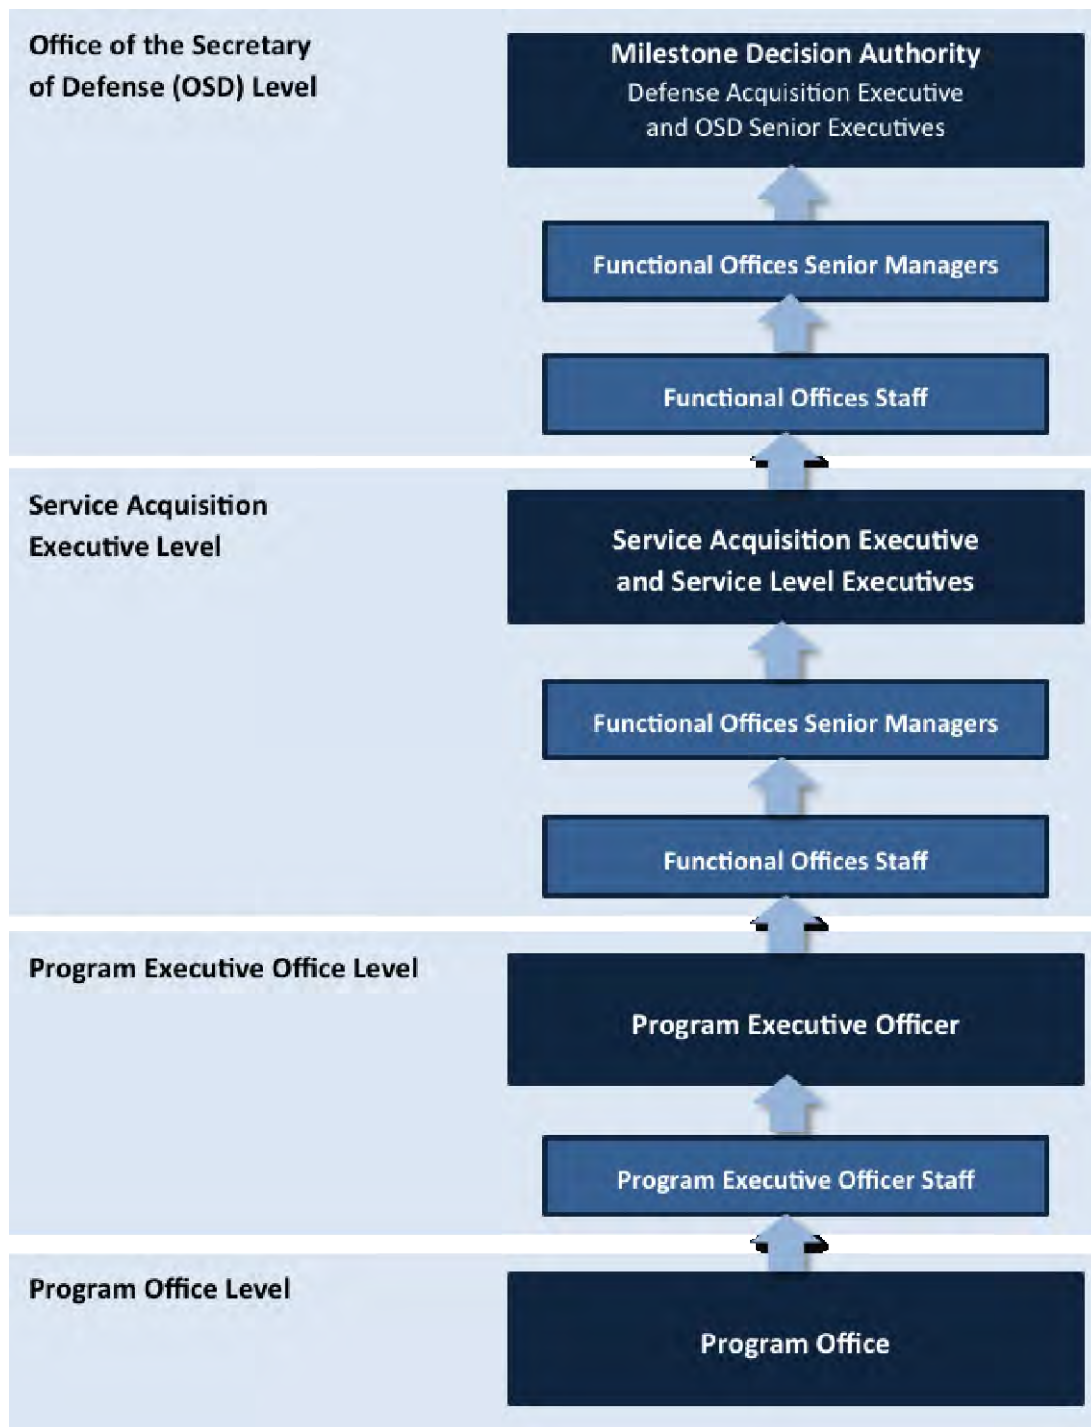 Office of the Secretary
of Defense (OSD) Level
Milestone Decision Authority
Defense Acquisition Executive
and OSD Senior Executives
Functional Offices Senior Managers
Functional Offices Staff
Service Acquisition
Executive Level
Service Acquisition Executive
and Service Level Executives
Functional Offices Senior Managers
Functional Offices Staff
Program Executive Office Level
Program Executive Officer
Program Executive Officer Staff
Program Office Level
Program Office